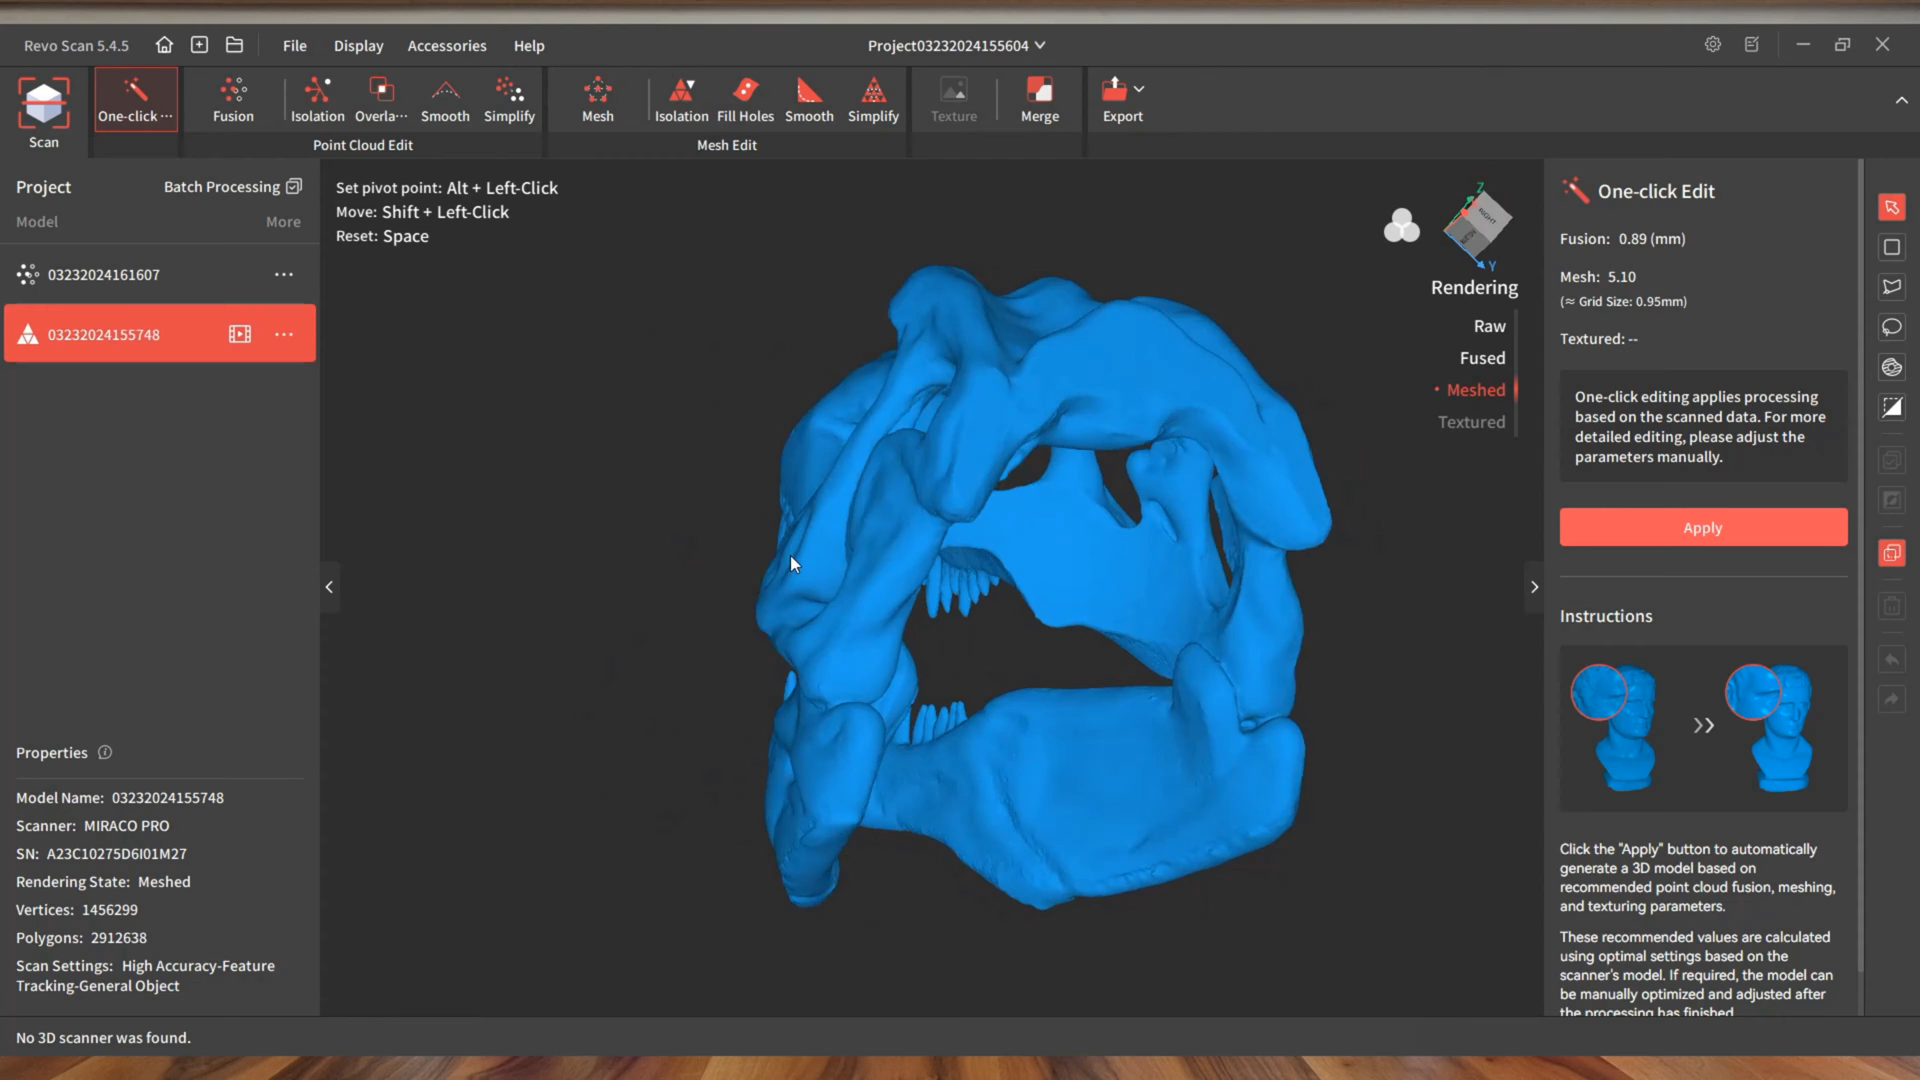 Revo Scan 5.4.5
File
Display
Accessories
Help
Project03232024155604
Scan
One-click ···
Fusion
Isolation
Overla···
Smooth
Simplify
Point Cloud Edit
Mesh
Isolation
Fill Holes
Smooth
Simplify
Mesh Edit
Texture
Merge
Export
Project
Batch Processing
Model
More
03232024161607
03232024155748
Properties
Model Name: 03232024155748
Scanner: MIRACO PRO
SN: A23C10275D6I01M27
Rendering State: Meshed
Vertices: 1456299
Polygons: 2912638
Scan Settings: High Accuracy-Feature
Tracking-General Object
No 3D scanner was found.
Set pivot point: Alt + Left-Click
Move: Shift + Left-Click
Reset: Space
Z
RIGHT
Y
Rendering
Raw
Fused
• Meshed
Textured
One-click Edit
Fusion: 0.89 (mm)
Mesh: 5.10
(≈ Grid Size: 0.95mm)
Textured: --
One-click editing applies processing
based on the scanned data. For more
detailed editing, please adjust the
parameters manually.
Apply
Instructions
Click the "Apply" button to automatically
generate a 3D model based on
recommended point cloud fusion, meshing,
and texturing parameters.
These recommended values are calculated
using optimal settings based on the
scanner's model. If required, the model can
be manually optimized and adjusted after
the processing has finished.